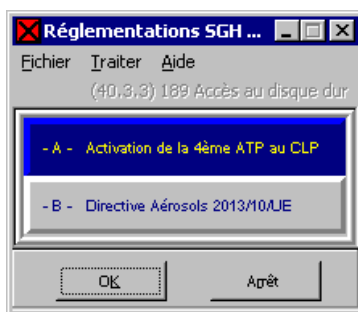 Réglementations SGH ...
Fichier Traiter Aide
(40.3.3) 189 Accès au disque dur
- A - Activation de la 4ème ATP au CLP
- B - Directive Aérosols 2013/10/UE
OK Arrêt